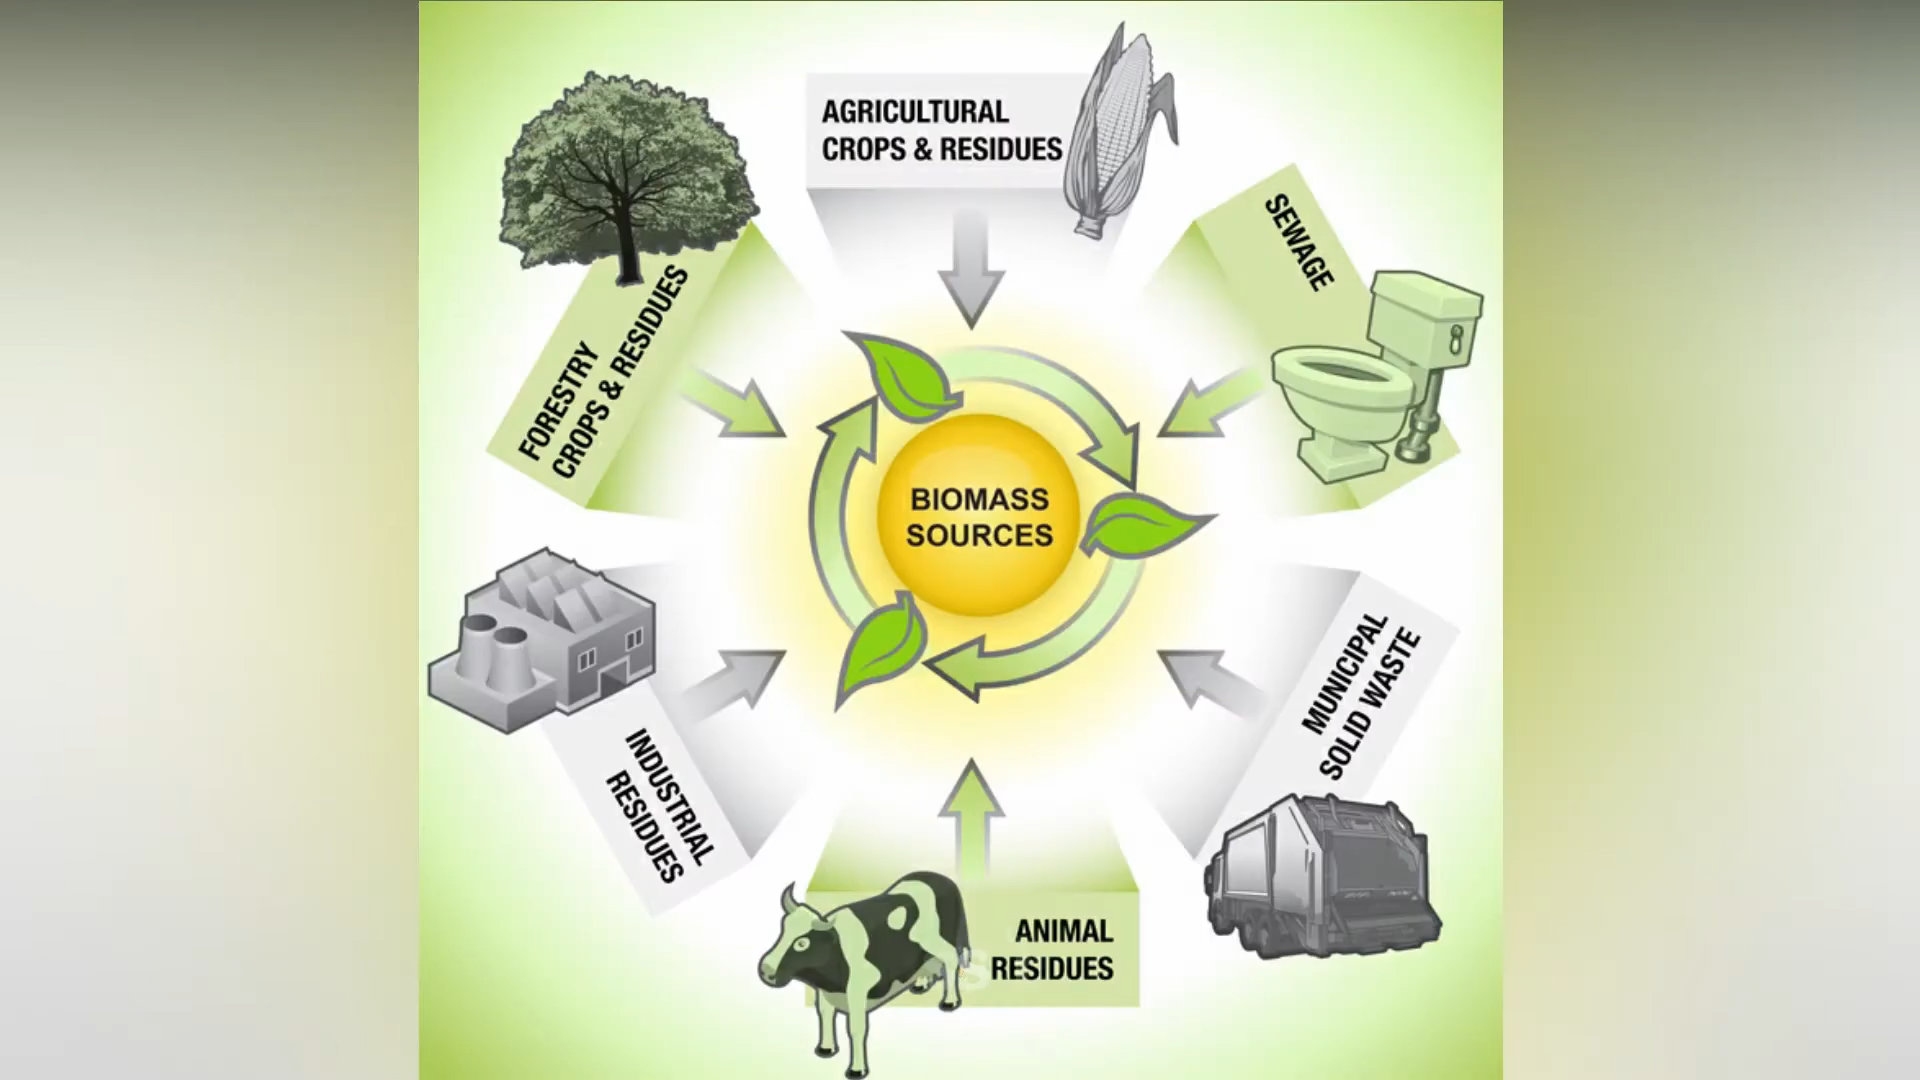 AGRICULTURAL
CROPS & RESIDUES
SEWAGE
FORESTRY
CROPS & RESIDUES
BIOMASS
SOURCES
MUNICIPAL
SOLID WASTE
INDUSTRIAL
RESIDUES
ANIMAL
RESIDUES